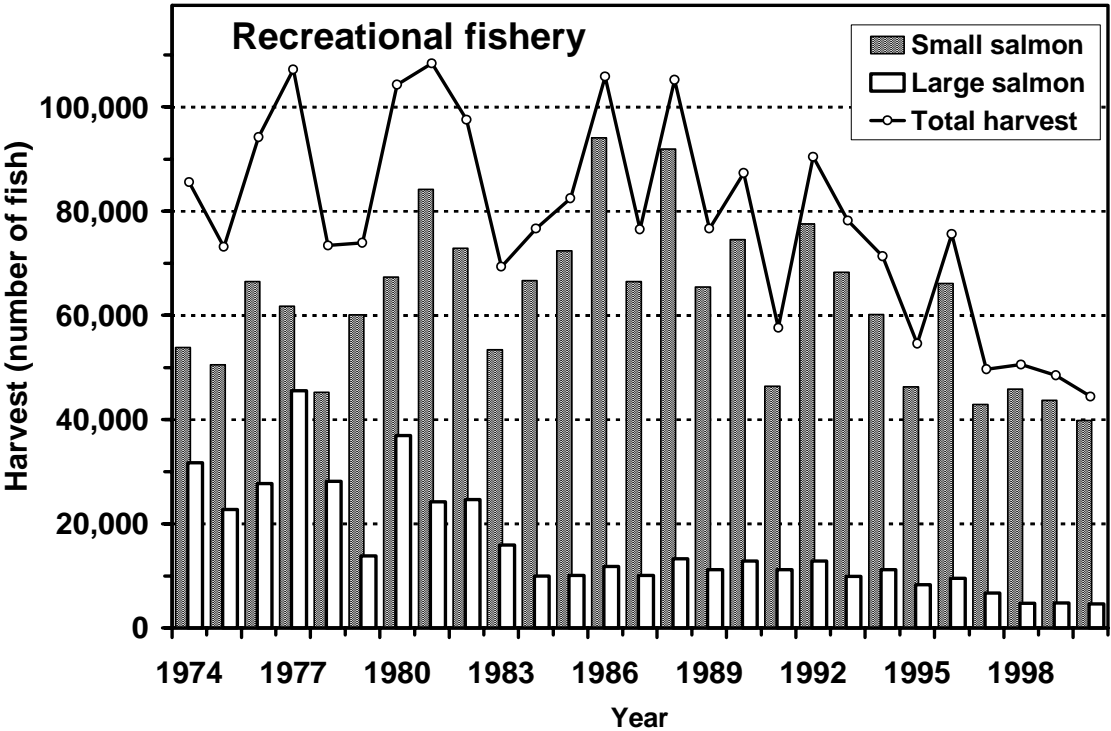 Recreational fishery
Small salmon
Large salmon
Total harvest
Harvest (number of fish)
100,000
80,000
60,000
40,000
20,000
0
1974 1977 1980 1983 1986 1989 1992 1995 1998
Year